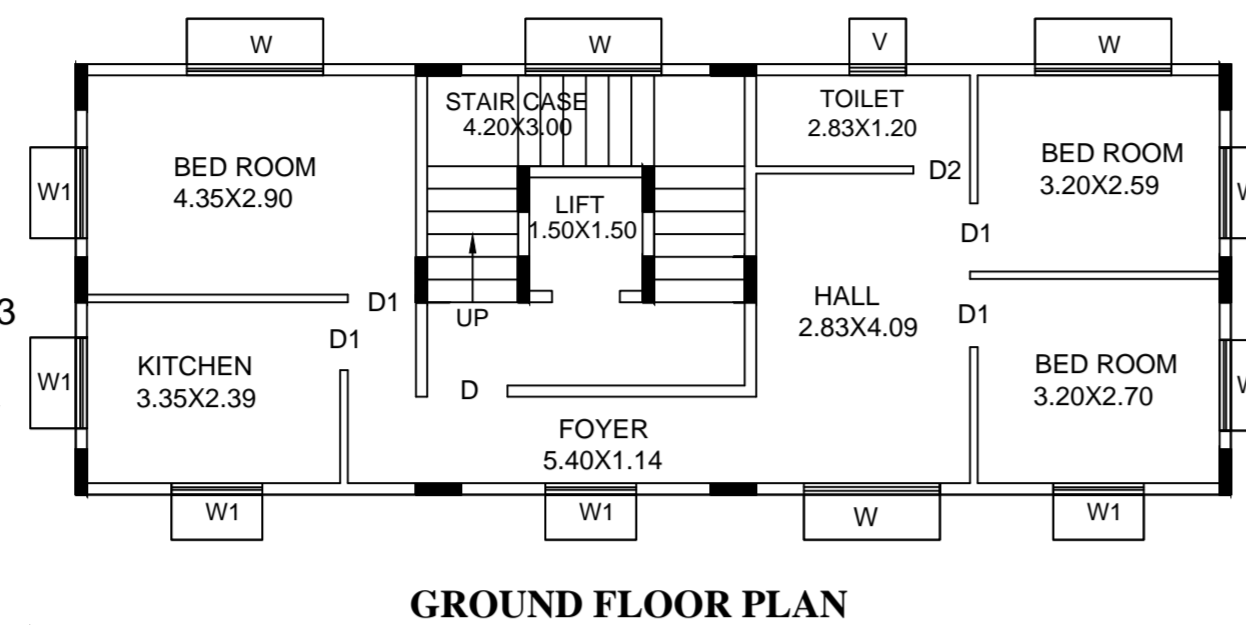 W
W
V
W
STAIR CASE
4.20X3.00
TOILET
2.83X1.20
BED ROOM
4.35X2.90
BED ROOM
3.20X2.59
D2
W1
LIFT
1.50X1.50
D1
HALL
2.83X4.09
D1
D1
UP
D1
3
KITCHEN
3.35X2.39
W1
D
BED ROOM
3.20X2.70
FOYER
5.40X1.14
W1
W1
W
W1
GROUND FLOOR PLAN